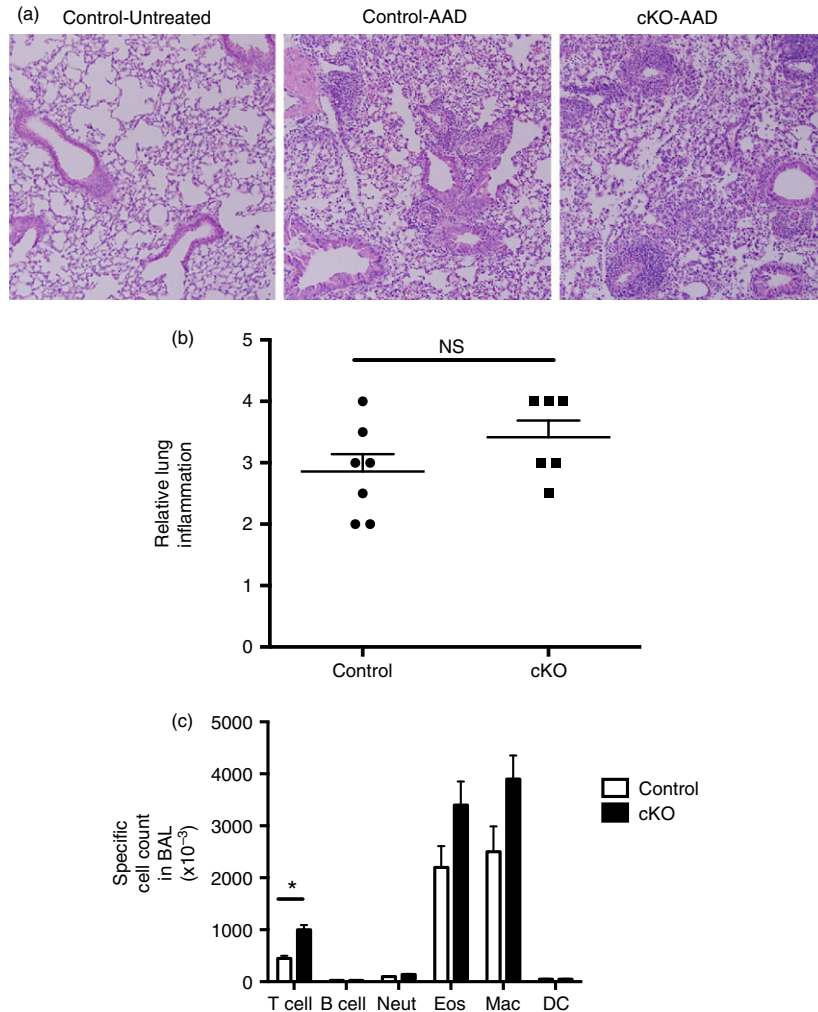 (a)
Control-Untreated
Control-AAD
cKO-AAD
(b)
NS
5
4
3
2
1
0
Relative lung
inflammation
Control
cKO
(c)
5000
4000
3000
2000
1000
0
Specific
cell count
in BAL
(x10⁻³)
*
T cell
B cell
Neut
Eos
Mac
DC
Control
cKO